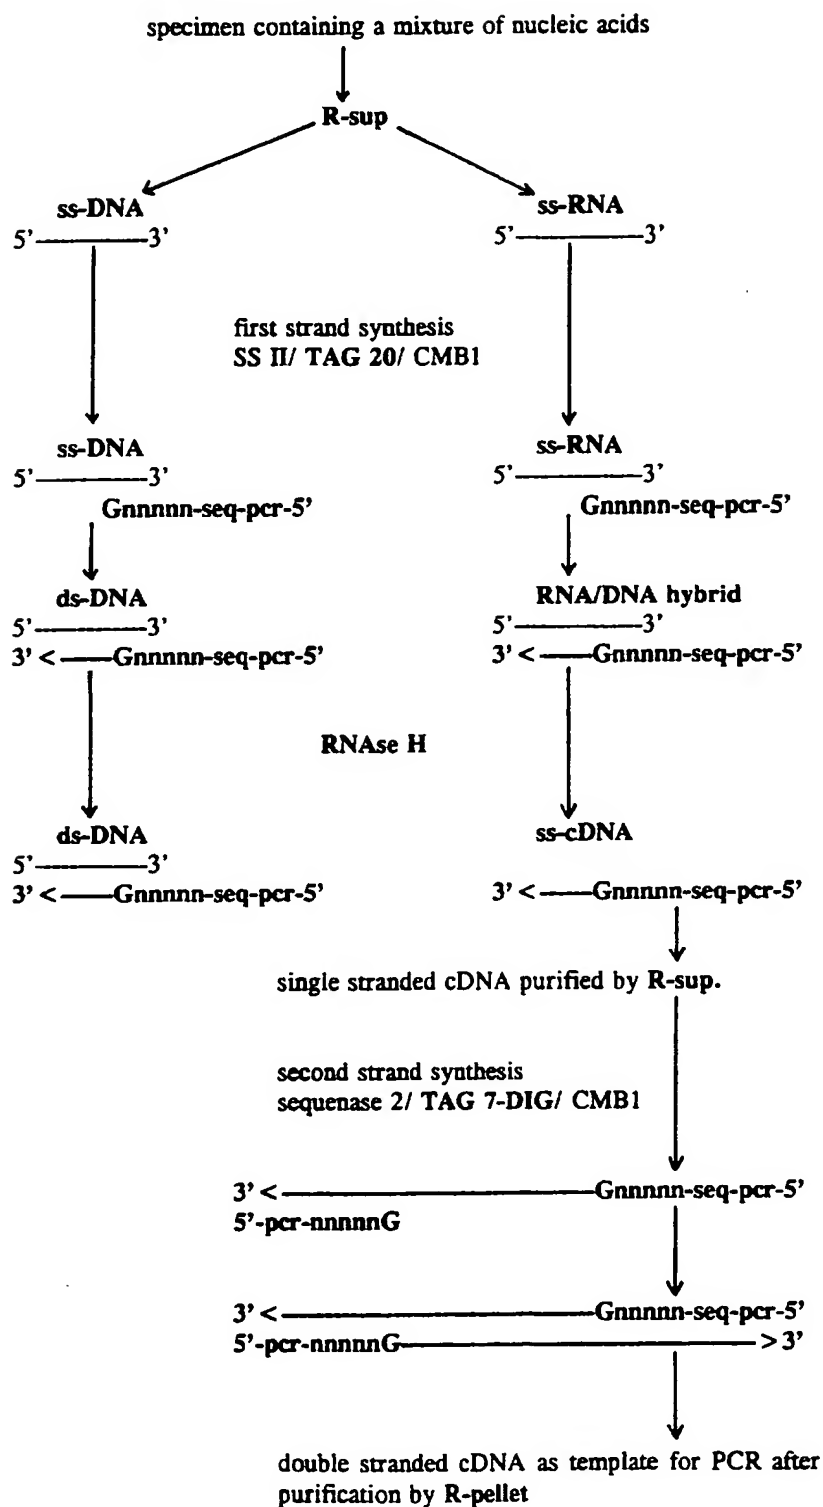 specimen containing a mixture of nucleic acids
R-sup
ss-DNA ss-RNA
5' 3' 5' 3'
first strand synthesis
SS II/ TAG 20/ CMB1
ss-DNA ss-RNA
5' 3' 5' 3'
Gnnnnn-seq-pcr-5' Gnnnnn-seq-pcr-5'
ds-DNA RNA/DNA hybrid
5' 3' 5' 3'
3' < Gnnnnn-seq-pcr-5' 3' < Gnnnnn-seq-pcr-5'
RNAse H
ds-DNA ss-cDNA
5' 3'
3' < Gnnnnn-seq-pcr-5' 3' < Gnnnnn-seq-pcr-5'
single stranded cDNA purified by R-sup.
second strand synthesis
sequenase 2/ TAG 7-DIG/ CMB1
3' < Gnnnnn-seq-pcr-5'
5'-pcr-nnnnnG
3' < Gnnnnn-seq-pcr-5'
5'-pcr-nnnnnG > 3'
double stranded cDNA as template for PCR after
purification by R-pellet